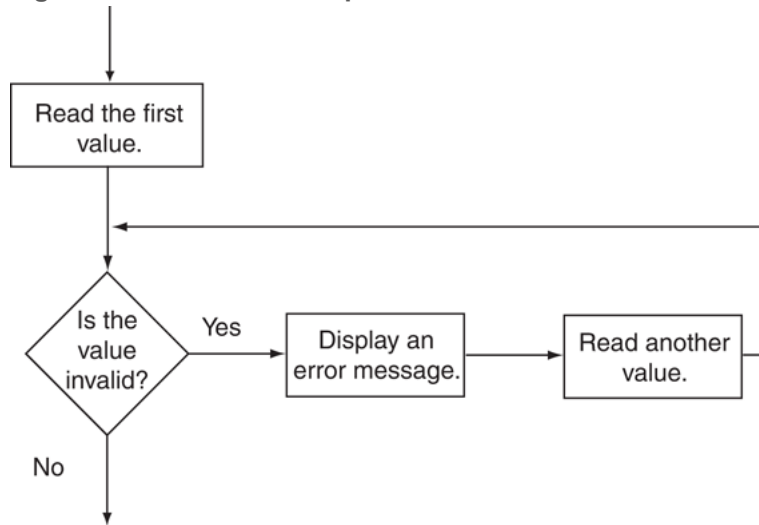 Read the first
value.
Is the
value
invalid?
Yes
Display an
error message.
Read another
value.
No